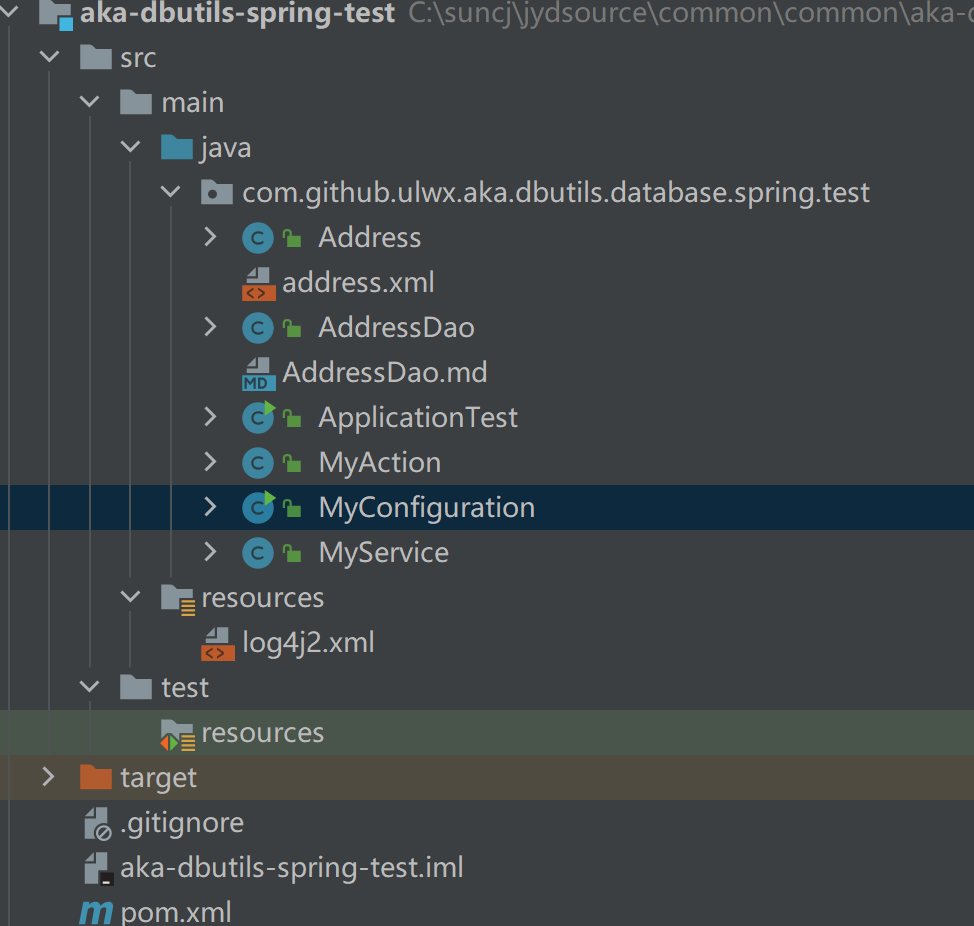 aka-dbutils-spring-test C:\suncj\jydsource\common\common\aka-d
src
main
java
com.github.ulwx.aka.dbutils.database.spring.test
C Address
<> address.xml
C AddressDao
MD AddressDao.md
C ApplicationTest
C MyAction
C MyConfiguration
C MyService
resources
<> log4j2.xml
test
resources
target
.gitignore
aka-dbutils-spring-test.iml
m pom.xml